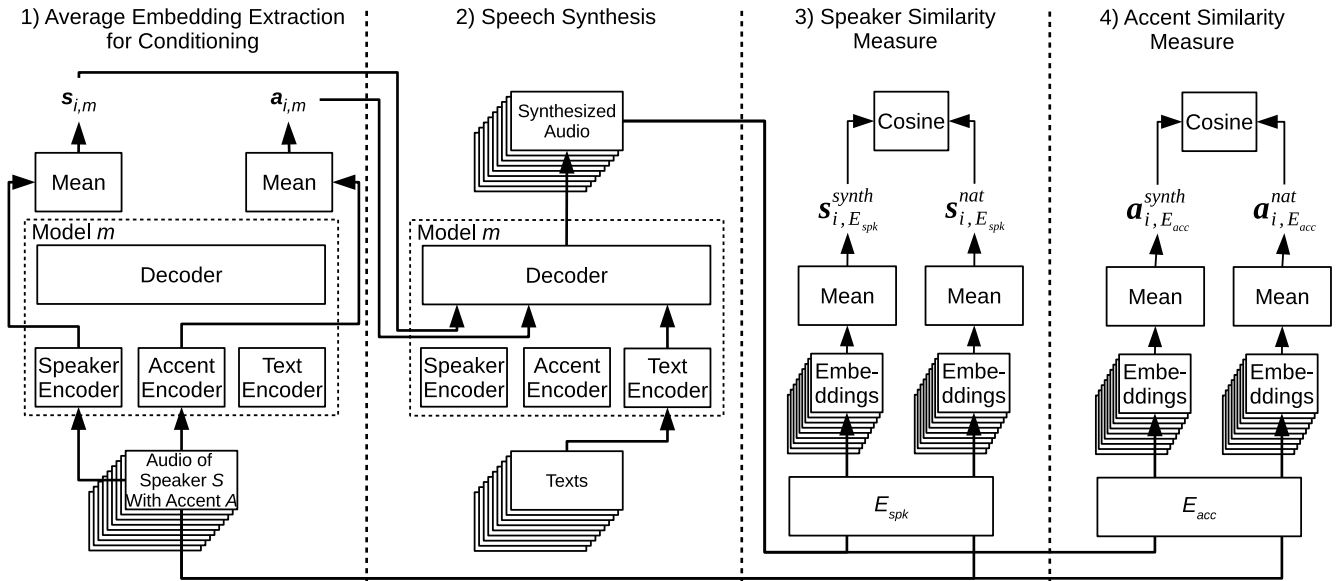 1) Average Embedding Extraction
for Conditioning
s_{i,m}
a_{i,m}
Mean
Mean
Model m
Decoder
Speaker
Encoder
Accent
Encoder
Text
Encoder
Audio of
Speaker S
With Accent A
2) Speech Synthesis
Synthesized
Audio
Model m
Decoder
Speaker
Encoder
Accent
Encoder
Text
Encoder
Texts
3) Speaker Similarity
Measure
Cosine
s^{synth}_{i, E_{spk}}
s^{nat}_{i, E_{spk}}
Mean
Mean
Embe-
ddings
Embe-
ddings
E_{spk}
4) Accent Similarity
Measure
Cosine
a^{synth}_{i, E_{acc}}
a^{nat}_{i, E_{acc}}
Mean
Mean
Embe-
ddings
Embe-
ddings
E_{acc}